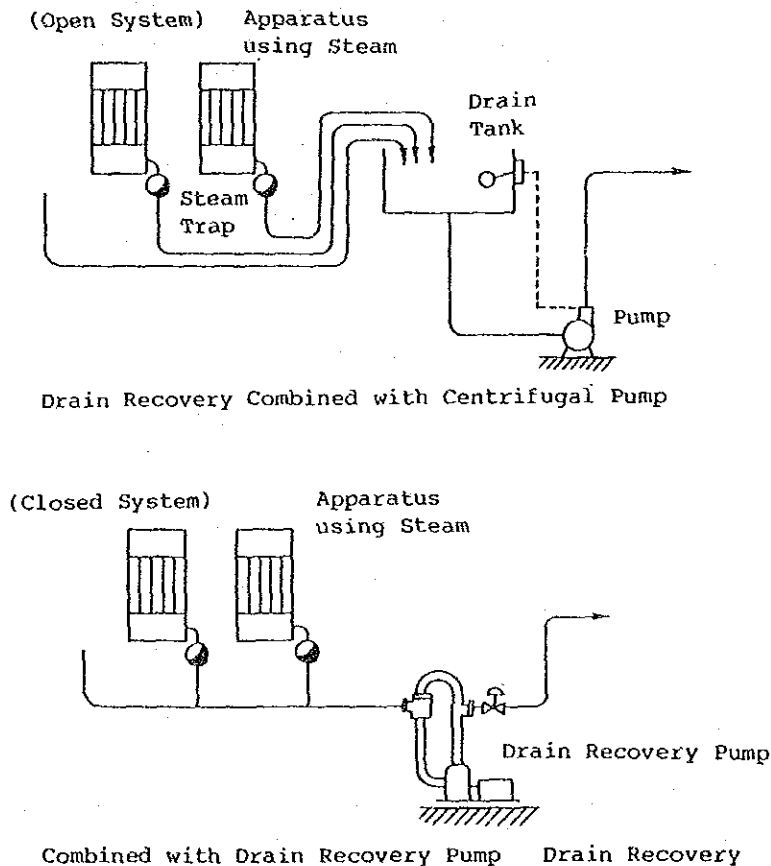 (Open System)
Apparatus
using Steam
Drain
Tank
Steam
Trap
Pump
Drain Recovery Combined with Centrifugal Pump
(Closed System)
Apparatus
using Steam
Drain Recovery Pump
Combined with Drain Recovery Pump Drain Recovery